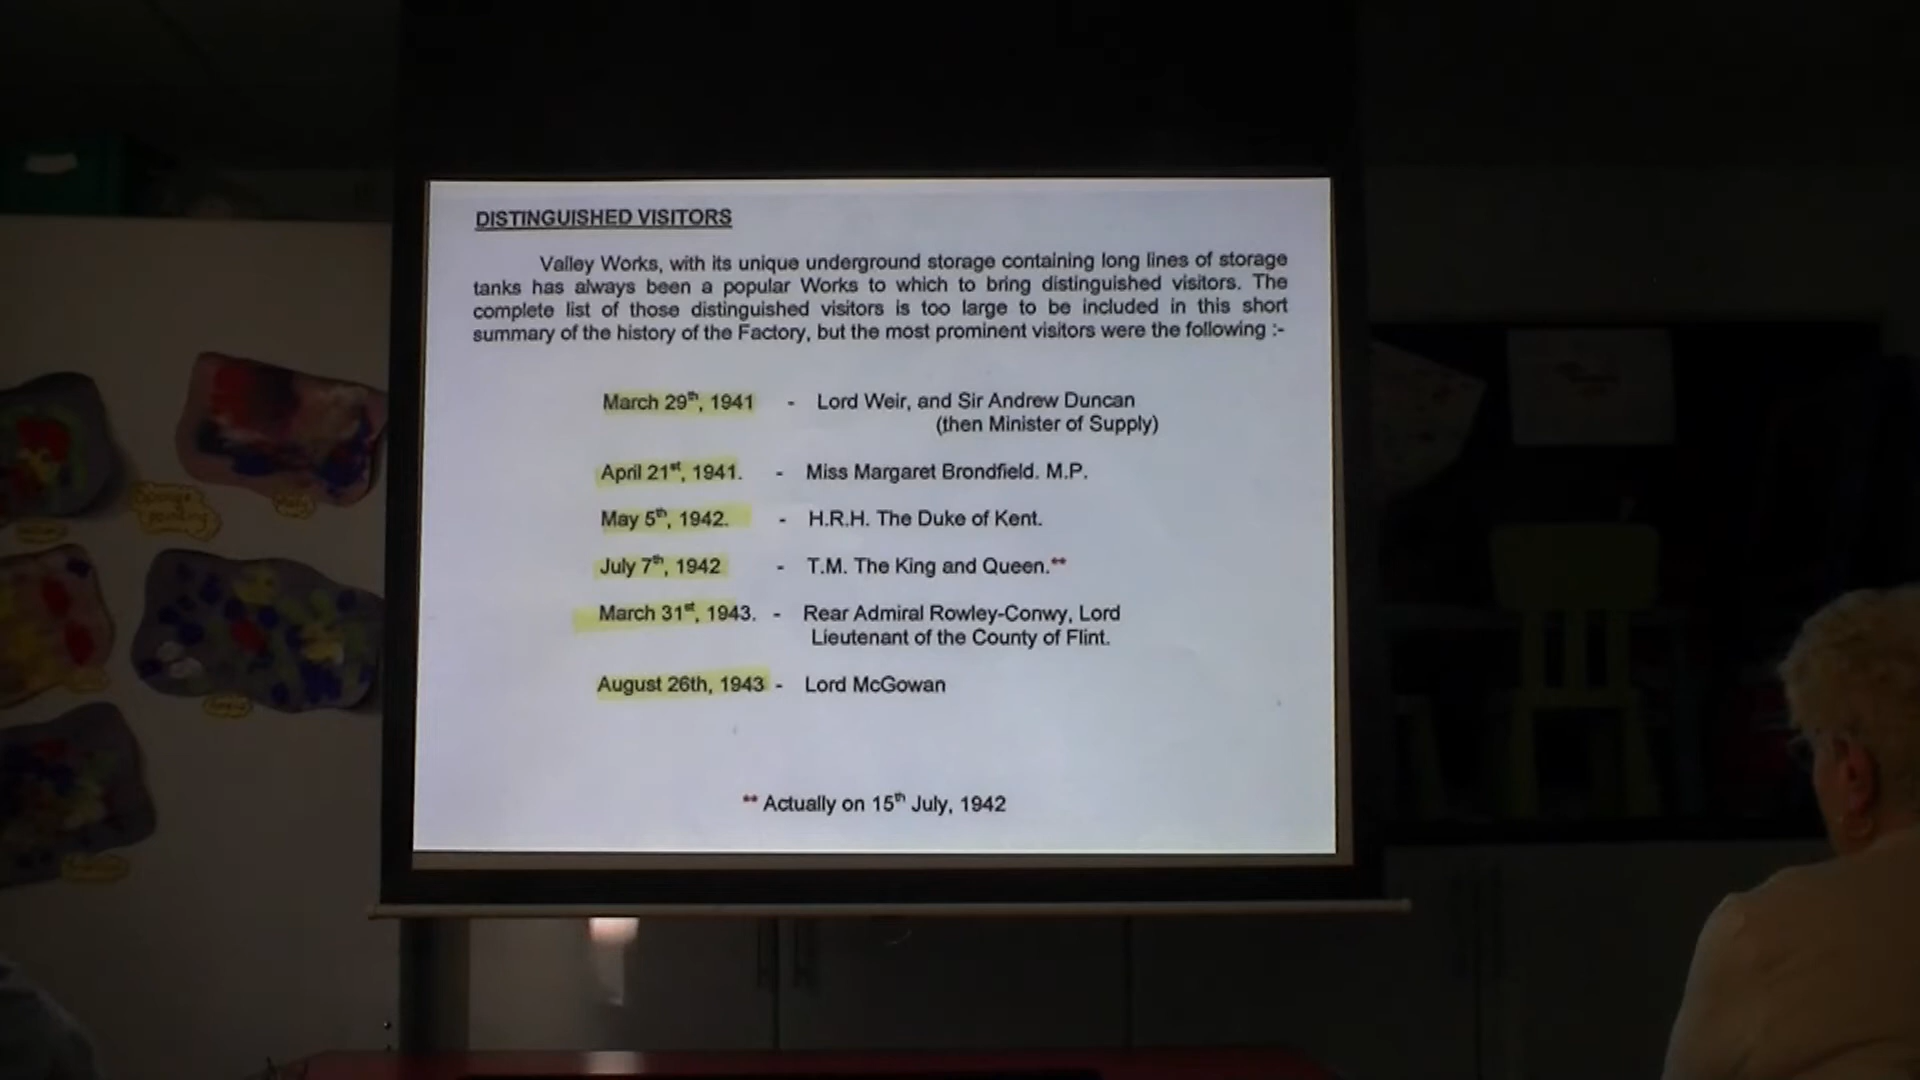 DISTINGUISHED VISITORS
Valley Works, with its unique underground storage containing long lines of storage
tanks has always been a popular Works to which to bring distinguished visitors. The
complete list of those distinguished visitors is too large to be included in this short
summary of the history of the Factory, but the most prominent visitors were the following :-
March 29th, 1941 - Lord Weir, and Sir Andrew Duncan
(then Minister of Supply)
April 21st, 1941. - Miss Margaret Brondfield. M.P.
May 5th, 1942. - H.R.H. The Duke of Kent.
July 7th, 1942 - T.M. The King and Queen.**
March 31st, 1943. - Rear Admiral Rowley-Conwy, Lord
Lieutenant of the County of Flint.
August 26th, 1943 - Lord McGowan
** Actually on 15th July, 1942
Sponge
painting